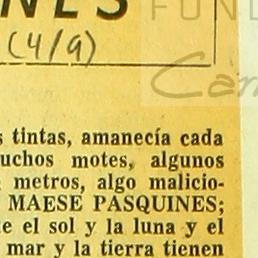 NES
FUN
(4/9)
Car
s tintas, amanecía cada
uchos motes, algunos
metros, algo malicio-
MAESE PASQUINES;
e el sol y la luna y el
mar y la tierra tienen